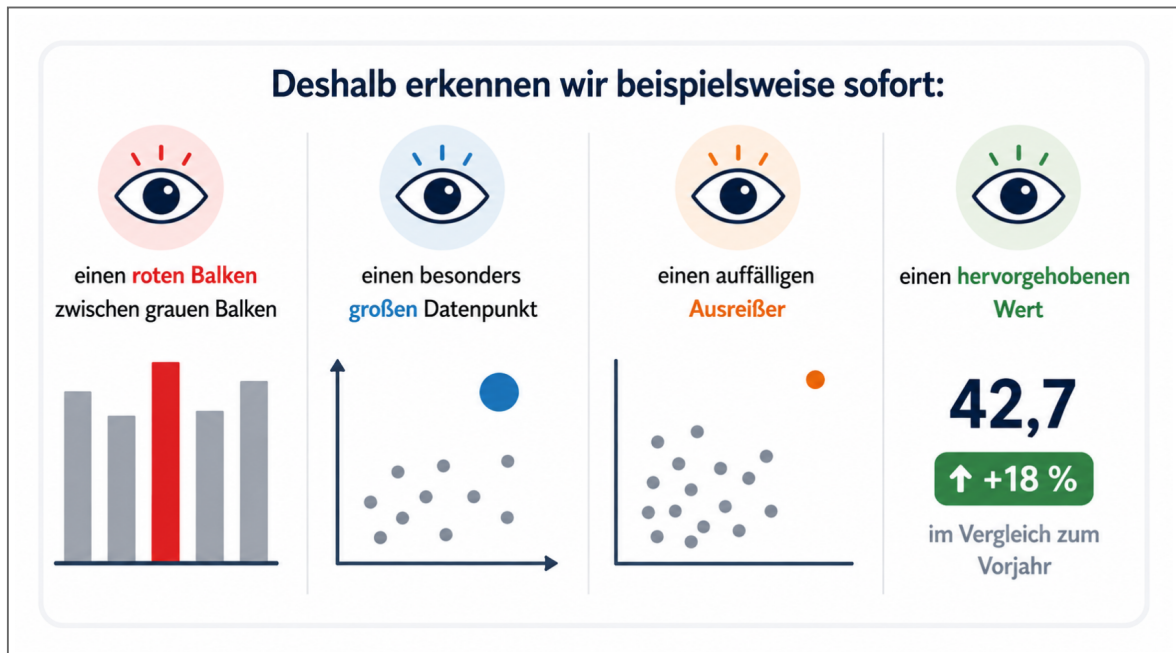 Deshalb erkennen wir beispielsweise sofort:
einen roten Balken
zwischen grauen Balken
einen besonders
großen Datenpunkt
einen auffälligen
Ausreißer
einen hervorgehobenen
Wert
42,7
↑ +18 %
im Vergleich zum
Vorjahr